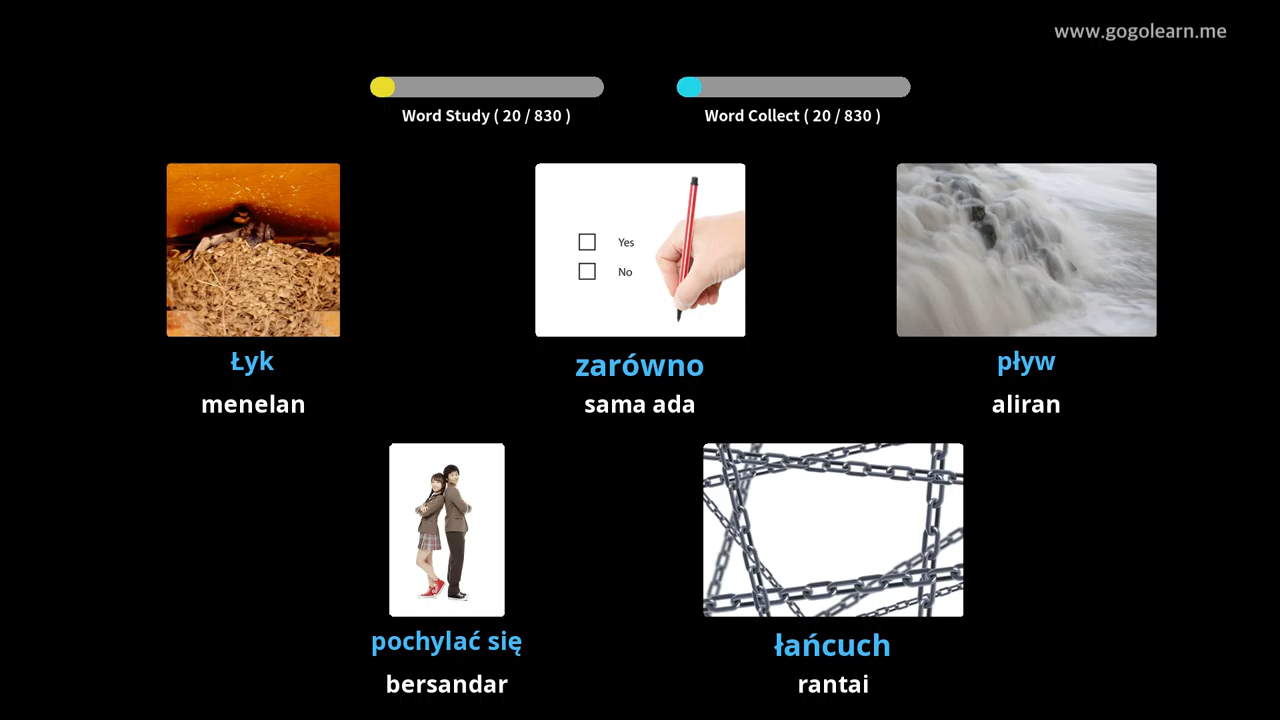 www.gogolearn.me
Word Study ( 20 / 830 )
Word Collect ( 20 / 830 )
Yes
No
Łyk
menelan
zarówno
sama ada
pływ
aliran
pochylać się
bersandar
łańcuch
rantai